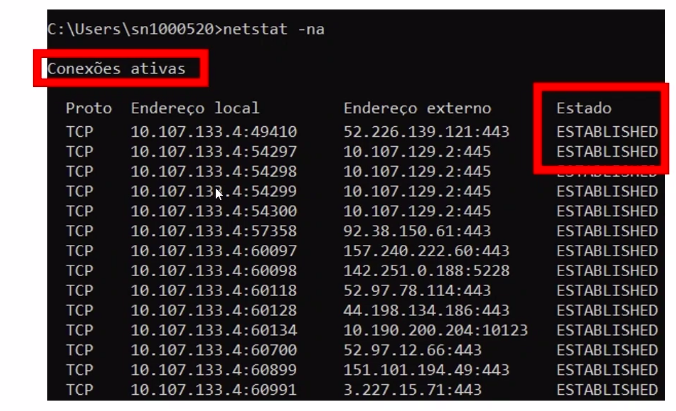 C:\Users\sn1000520>netstat -na
Conexões ativas
Proto Endereço local Endereço externo Estado
TCP 10.107.133.4:49410 52.226.139.121:443 ESTABLISHED
TCP 10.107.133.4:54297 10.107.129.2:445 ESTABLISHED
TCP 10.107.133.4:54298 10.107.129.2:445 ESTABLISHED
TCP 10.107.133.4:54299 10.107.129.2:445 ESTABLISHED
TCP 10.107.133.4:54300 10.107.129.2:445 ESTABLISHED
TCP 10.107.133.4:57358 92.38.150.61:443 ESTABLISHED
TCP 10.107.133.4:60097 157.240.222.60:443 ESTABLISHED
TCP 10.107.133.4:60098 142.251.0.188:5228 ESTABLISHED
TCP 10.107.133.4:60118 52.97.78.114:443 ESTABLISHED
TCP 10.107.133.4:60128 44.198.134.186:443 ESTABLISHED
TCP 10.107.133.4:60134 10.190.200.204:10123 ESTABLISHED
TCP 10.107.133.4:60700 52.97.12.66:443 ESTABLISHED
TCP 10.107.133.4:60899 151.101.194.49:443 ESTABLISHED
TCP 10.107.133.4:60991 3.227.15.71:443 ESTABLISHED